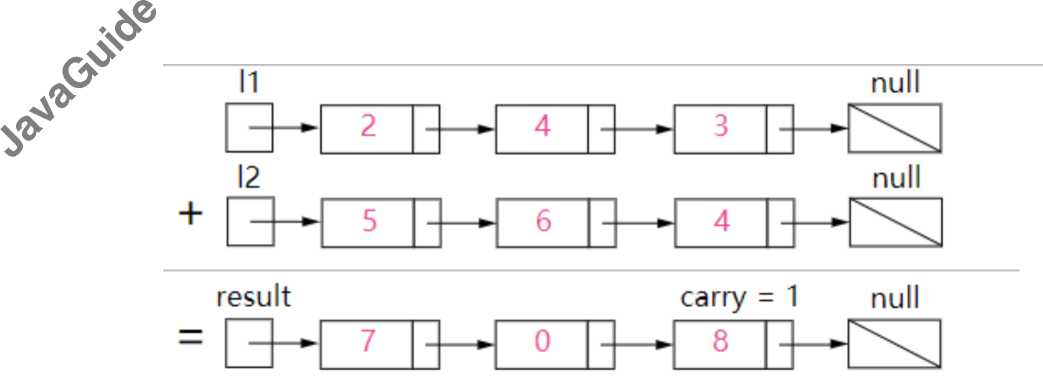 JavaGuide
l1 null
2 4 3
l2 null
+ 5 6 4
result carry = 1 null
= 7 0 8